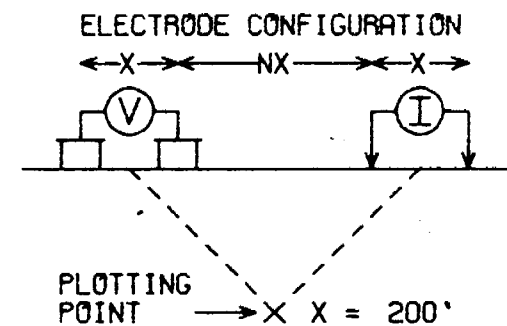 ELECTRODE CONFIGURATION
X NX X
V I
PLOTTING
POINT X X = 200'